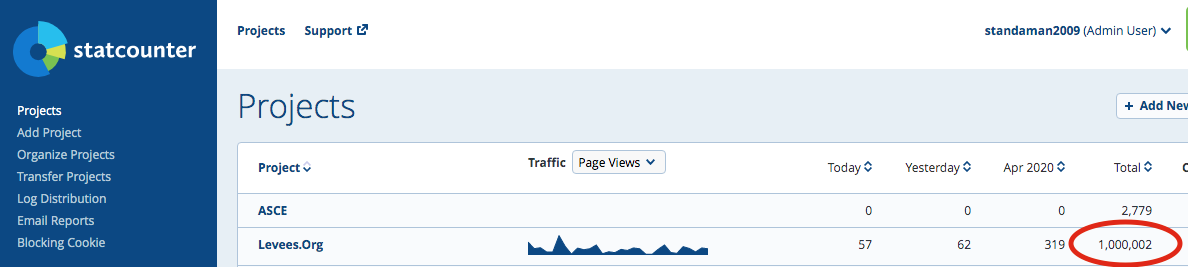 statcounter
Projects
Add Project
Organize Projects
Transfer Projects
Log Distribution
Email Reports
Blocking Cookie
Projects Support
standaman2009 (Admin User)
Projects
+ Add New
Project Traffic Page Views Today Yesterday Apr 2020 Total
ASCE 0 0 0 2,779
Levees.Org 57 62 319 1,000,002